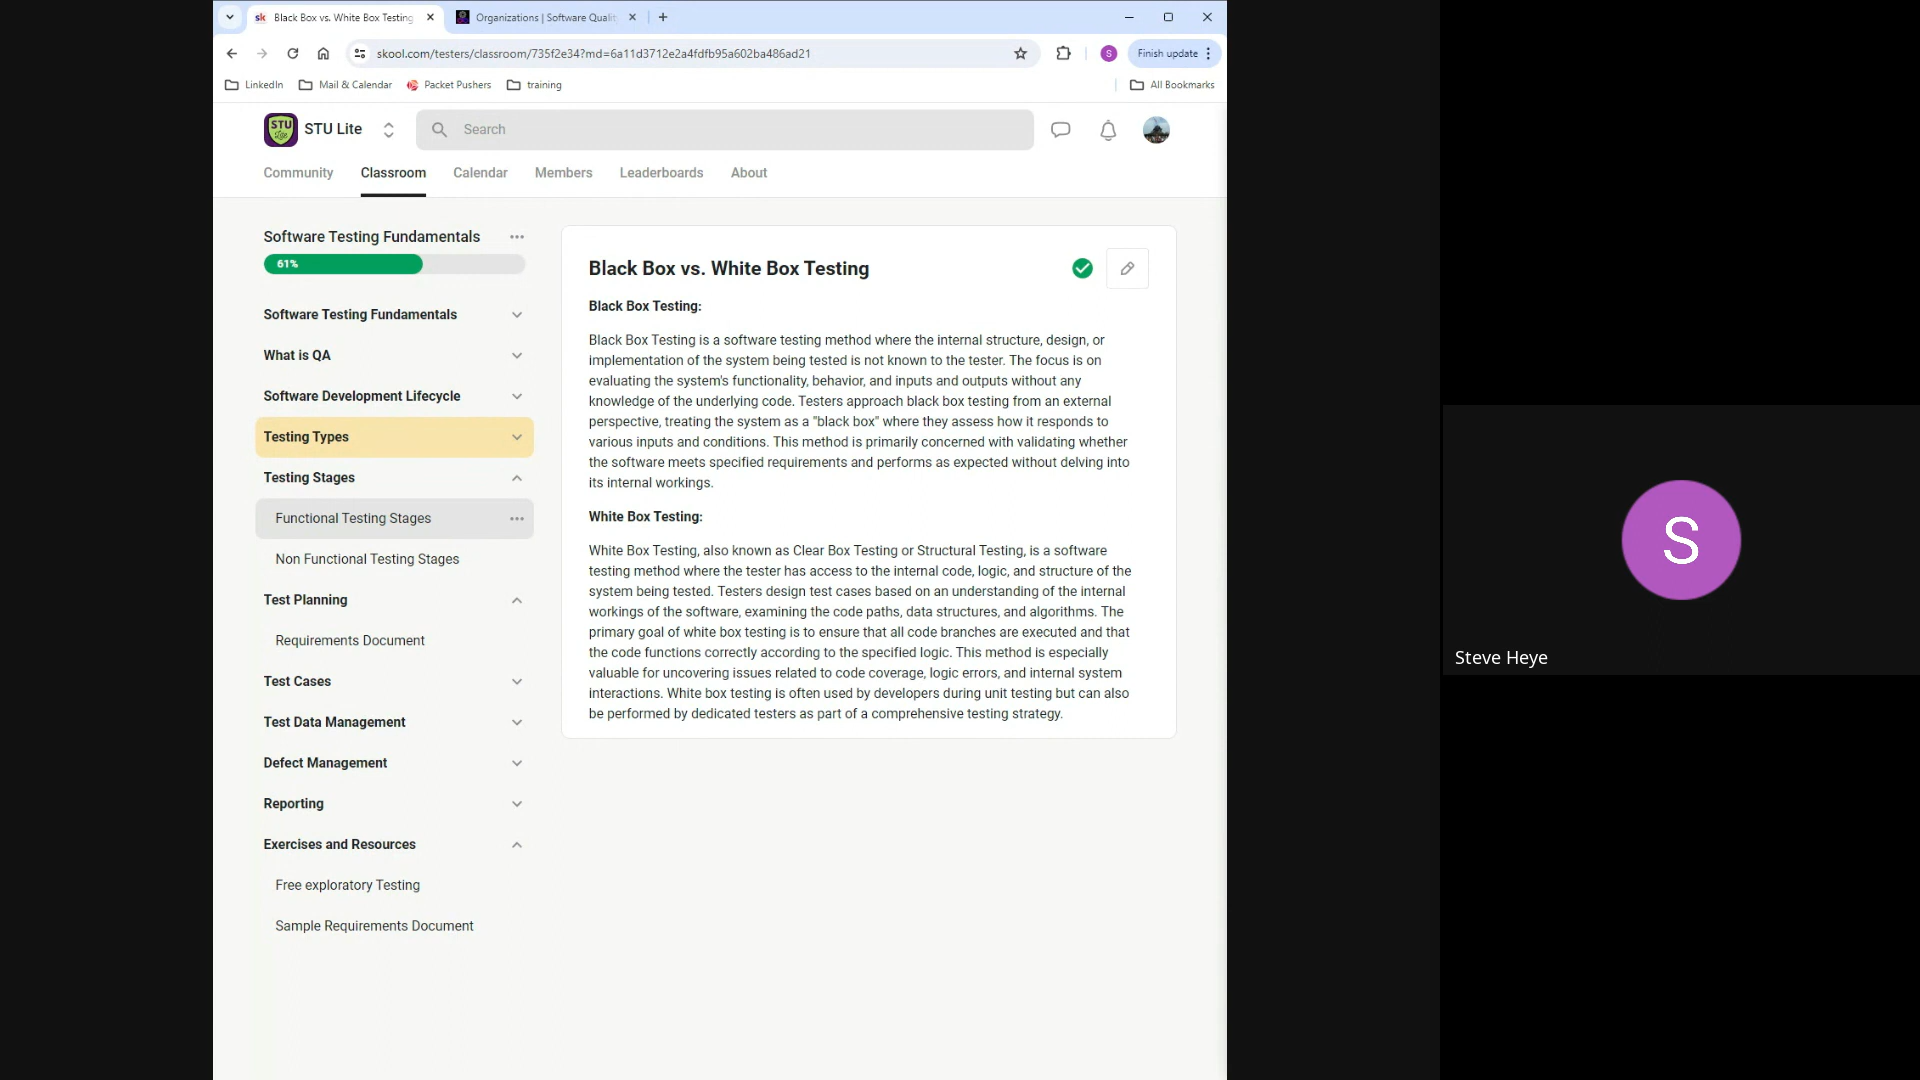 sk Black Box vs. White Box Testing
Organizations | Software Qualit
skool.com/testers/classroom/735f2e34?md=6a11d3712e2a4fdfb95a602ba486ad21
S
Finish update
LinkedIn
Mail & Calendar
Packet Pushers
training
All Bookmarks
STU
Lite
STU Lite
Search
Community
Classroom
Calendar
Members
Leaderboards
About
Software Testing Fundamentals
61%
Software Testing Fundamentals
What is QA
Software Development Lifecycle
Testing Types
Testing Stages
Functional Testing Stages
Non Functional Testing Stages
Test Planning
Requirements Document
Test Cases
Test Data Management
Defect Management
Reporting
Exercises and Resources
Free exploratory Testing
Sample Requirements Document
Black Box vs. White Box Testing
Black Box Testing:
Black Box Testing is a software testing method where the internal structure, design, or
implementation of the system being tested is not known to the tester. The focus is on
evaluating the system's functionality, behavior, and inputs and outputs without any
knowledge of the underlying code. Testers approach black box testing from an external
perspective, treating the system as a "black box" where they assess how it responds to
various inputs and conditions. This method is primarily concerned with validating whether
the software meets specified requirements and performs as expected without delving into
its internal workings.
White Box Testing:
White Box Testing, also known as Clear Box Testing or Structural Testing, is a software
testing method where the tester has access to the internal code, logic, and structure of the
system being tested. Testers design test cases based on an understanding of the internal
workings of the software, examining the code paths, data structures, and algorithms. The
primary goal of white box testing is to ensure that all code branches are executed and that
the code functions correctly according to the specified logic. This method is especially
valuable for uncovering issues related to code coverage, logic errors, and internal system
interactions. White box testing is often used by developers during unit testing but can also
be performed by dedicated testers as part of a comprehensive testing strategy.
S
Steve Heye